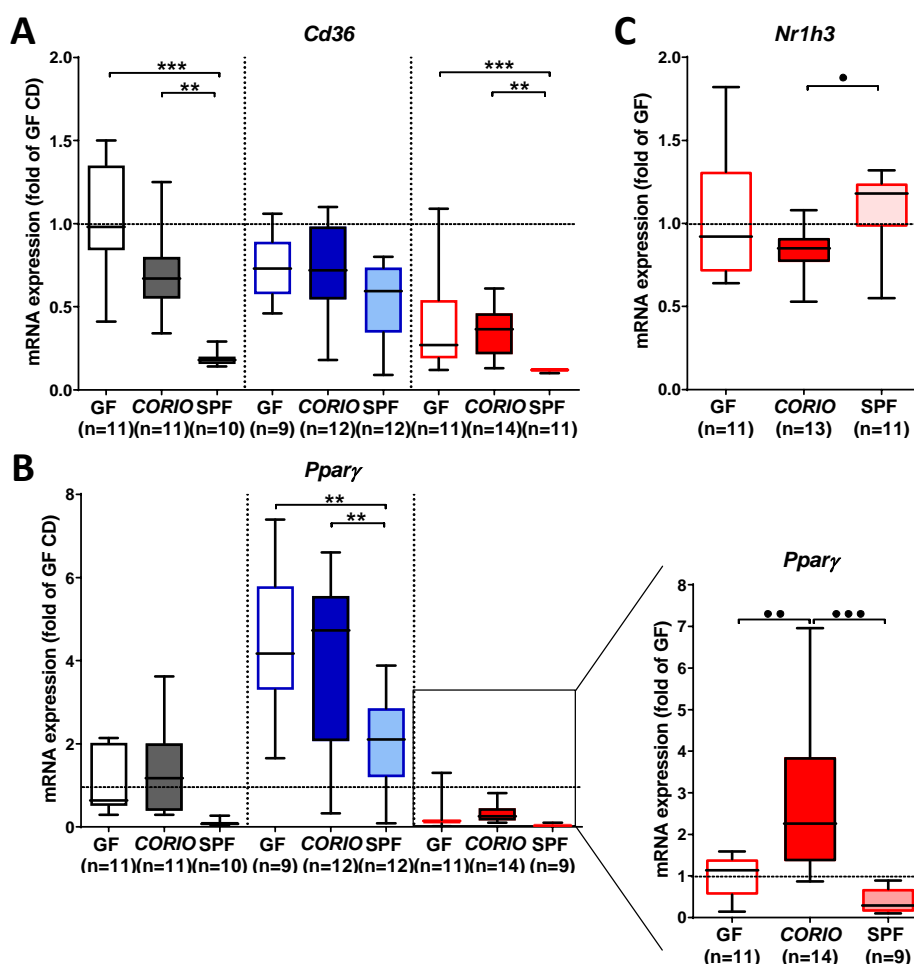 A
Cd36
mRNA expression (fold of GF CD)
2.0
1.5
1.0
0.5
0.0
*** ** *** **
GF CORIO SPF GF CORIO SPF GF CORIO SPF
(n=11) (n=11) (n=10) (n=9) (n=12) (n=12) (n=11) (n=14) (n=11)
C
Nr1h3
mRNA expression (fold of GF)
2.0
1.5
1.0
0.5
0.0
•
GF CORIO SPF
(n=11) (n=13) (n=11)
B
Pparγ
mRNA expression (fold of GF CD)
8
6
4
2
0
** **
GF CORIO SPF GF CORIO SPF GF CORIO SPF
(n=11) (n=11) (n=10) (n=9) (n=12) (n=12) (n=11) (n=14) (n=9)
Pparγ
mRNA expression (fold of GF)
8
7
6
5
4
3
2
1
0
•• •••
GF CORIO SPF
(n=11) (n=14) (n=9)